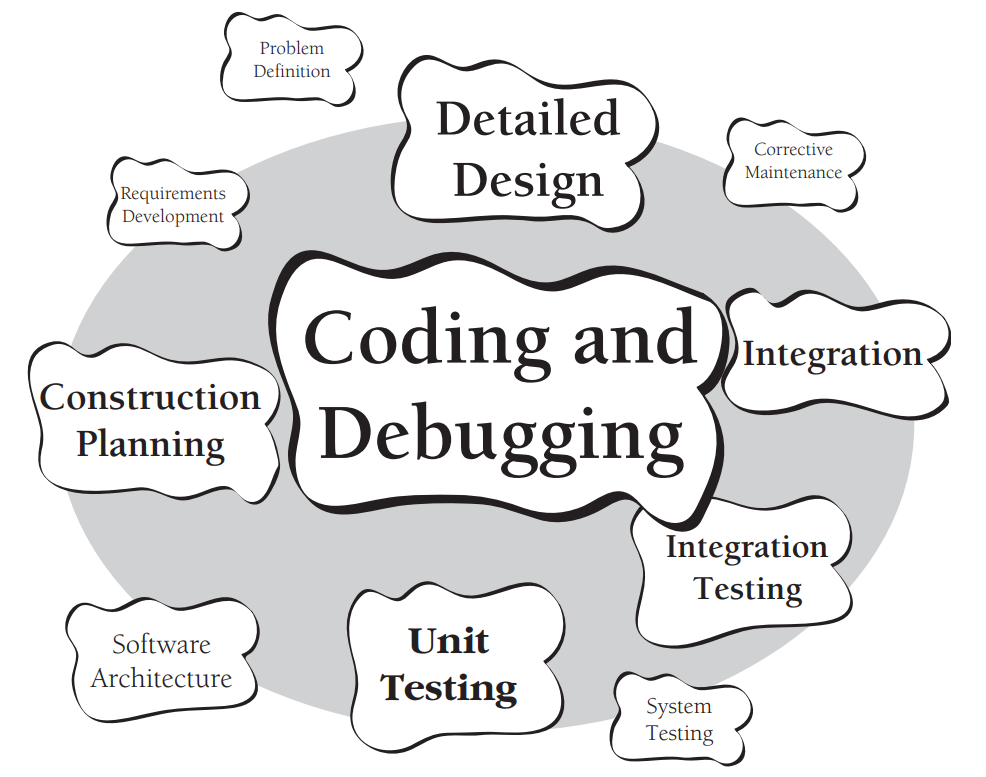 Problem
Definition
Detailed
Design
Corrective
Maintenance
Requirements
Development
Coding and
Debugging
Integration
Construction
Planning
Integration
Testing
Software
Architecture
Unit
Testing
System
Testing